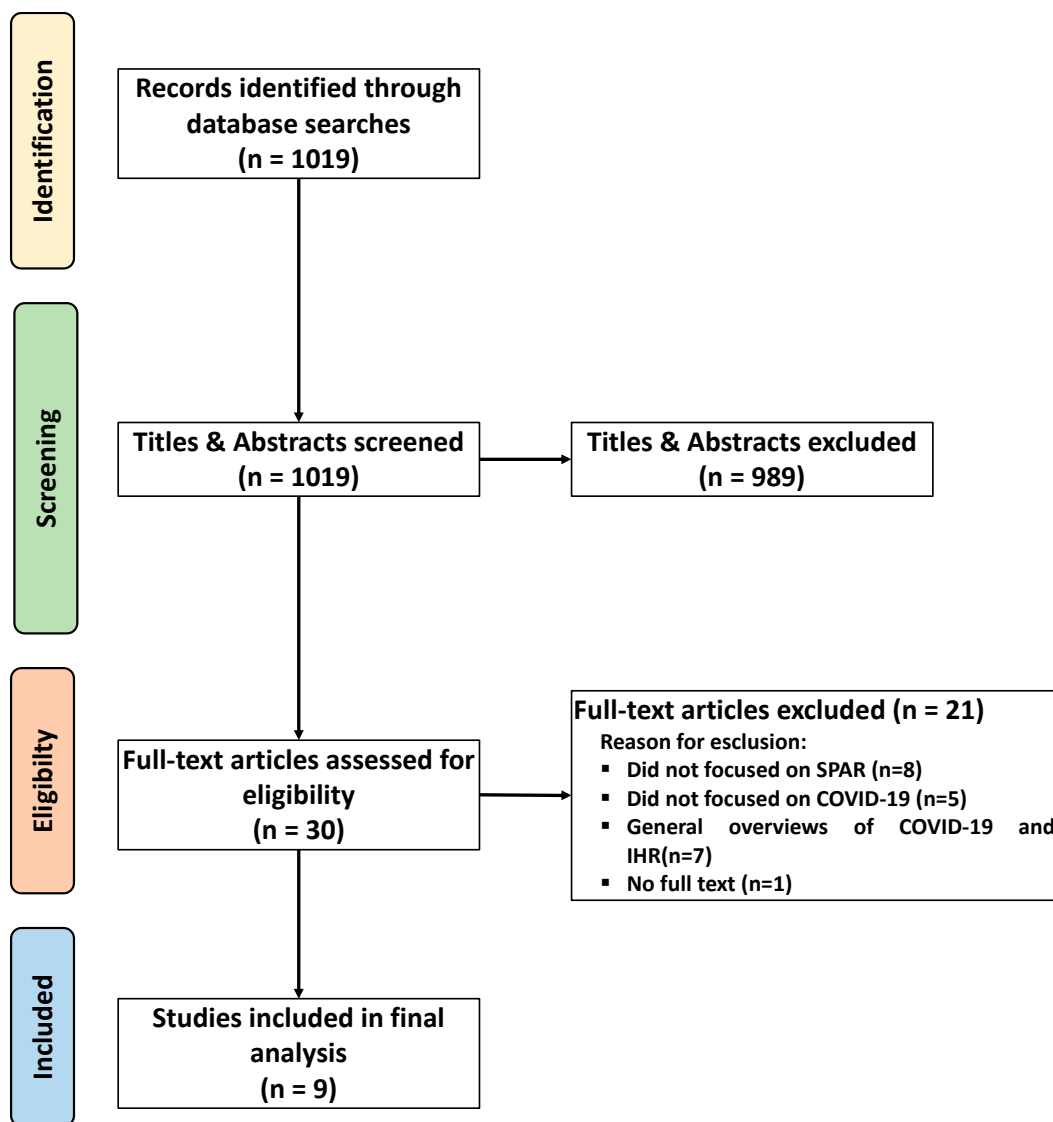 Identification
Records identified through
database searches
(n = 1019)
Screening
Titles & Abstracts screened
(n = 1019)
Titles & Abstracts excluded
(n = 989)
Eligibilty
Full-text articles assessed for
eligibility
(n = 30)
Full-text articles excluded (n = 21)
Reason for esclusion:
▪ Did not focused on SPAR (n=8)
▪ Did not focused on COVID-19 (n=5)
▪ General overviews of COVID-19 and
IHR(n=7)
▪ No full text (n=1)
Included
Studies included in final
analysis
(n = 9)